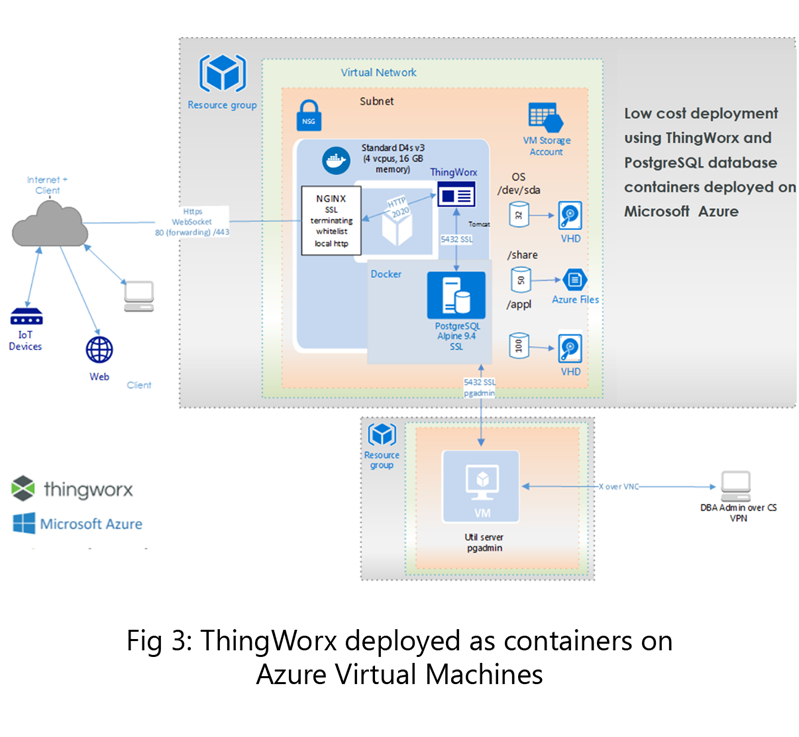 Resource group
Virtual Network
Subnet
NSG
Standard D4s v3
(4 vcpus, 16 GB
memory)
ThingWorx
NGINX
SSL
terminating
whitelist
local http
HTTP
2020
Tomcat
5432 SSL
Docker
PostgreSQL
Alpine 9.4
SSL
VM Storage
Account
OS
/dev/sda
32
VHD
/share
50
Azure Files
/appl
100
VHD
Low cost deployment
using ThingWorx and
PostgreSQL database
containers deployed on
Microsoft Azure
Internet +
Client
Https
WebSocket
80 (forwarding) /443
IoT
Devices
Web
Client
5432 SSL
pgadmin
Resource
group
VM
Util server
pgadmin
X over VNC
DBA Admin over CS
VPN
thingworx
Microsoft Azure
Fig 3: ThingWorx deployed as containers on
Azure Virtual Machines